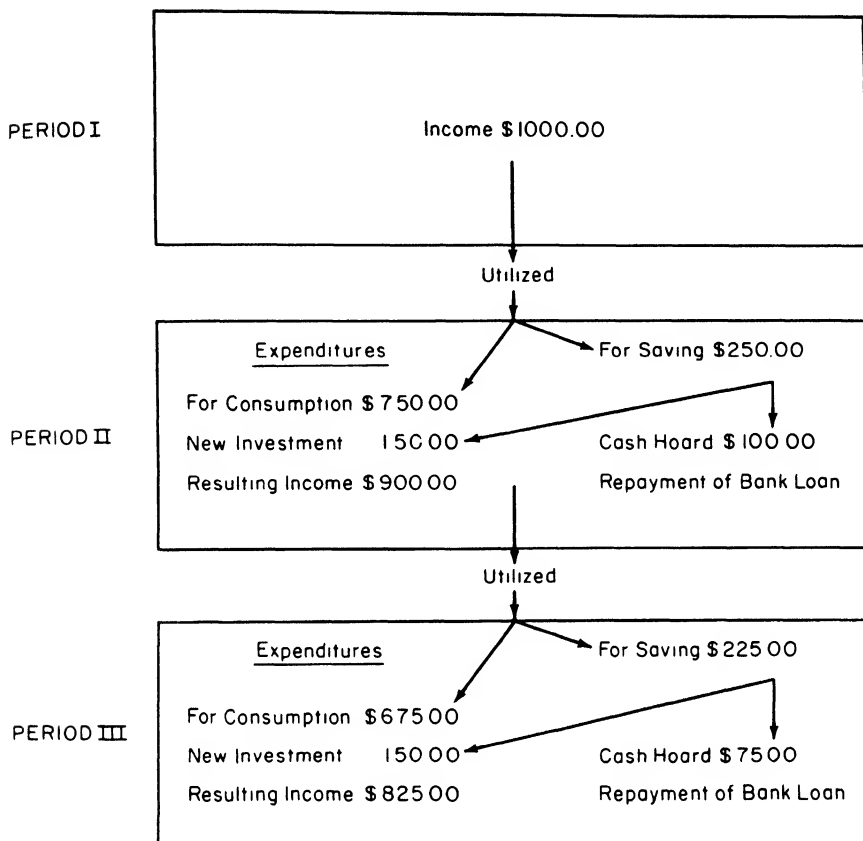 PERIOD I
Income $1000.00
Utilized
PERIOD II
Expenditures
For Saving $250.00
For Consumption $750 00
New Investment 150 00
Cash Hoard $100 00
Resulting Income $900 00
Repayment of Bank Loan
Utilized
PERIOD III
Expenditures
For Saving $225 00
For Consumption $675 00
New Investment 150 00
Cash Hoard $75 00
Resulting Income $825 00
Repayment of Bank Loan